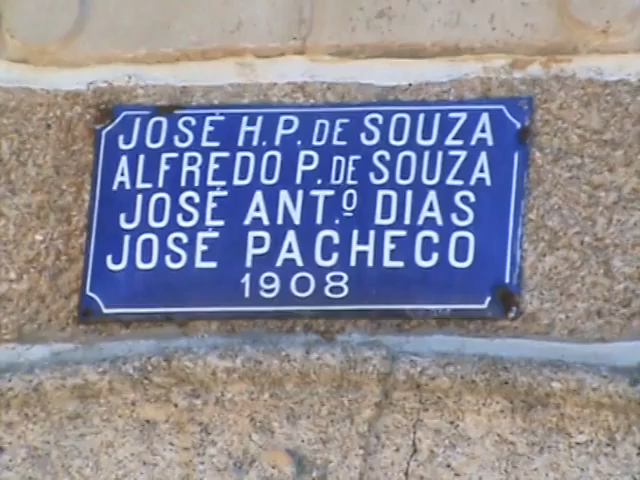 JOSÉ H.P. DE SOUZA
ALFREDO P. DE SOUZA
JOSÉ ANT.º DIAS
JOSÉ PACHECO
1908